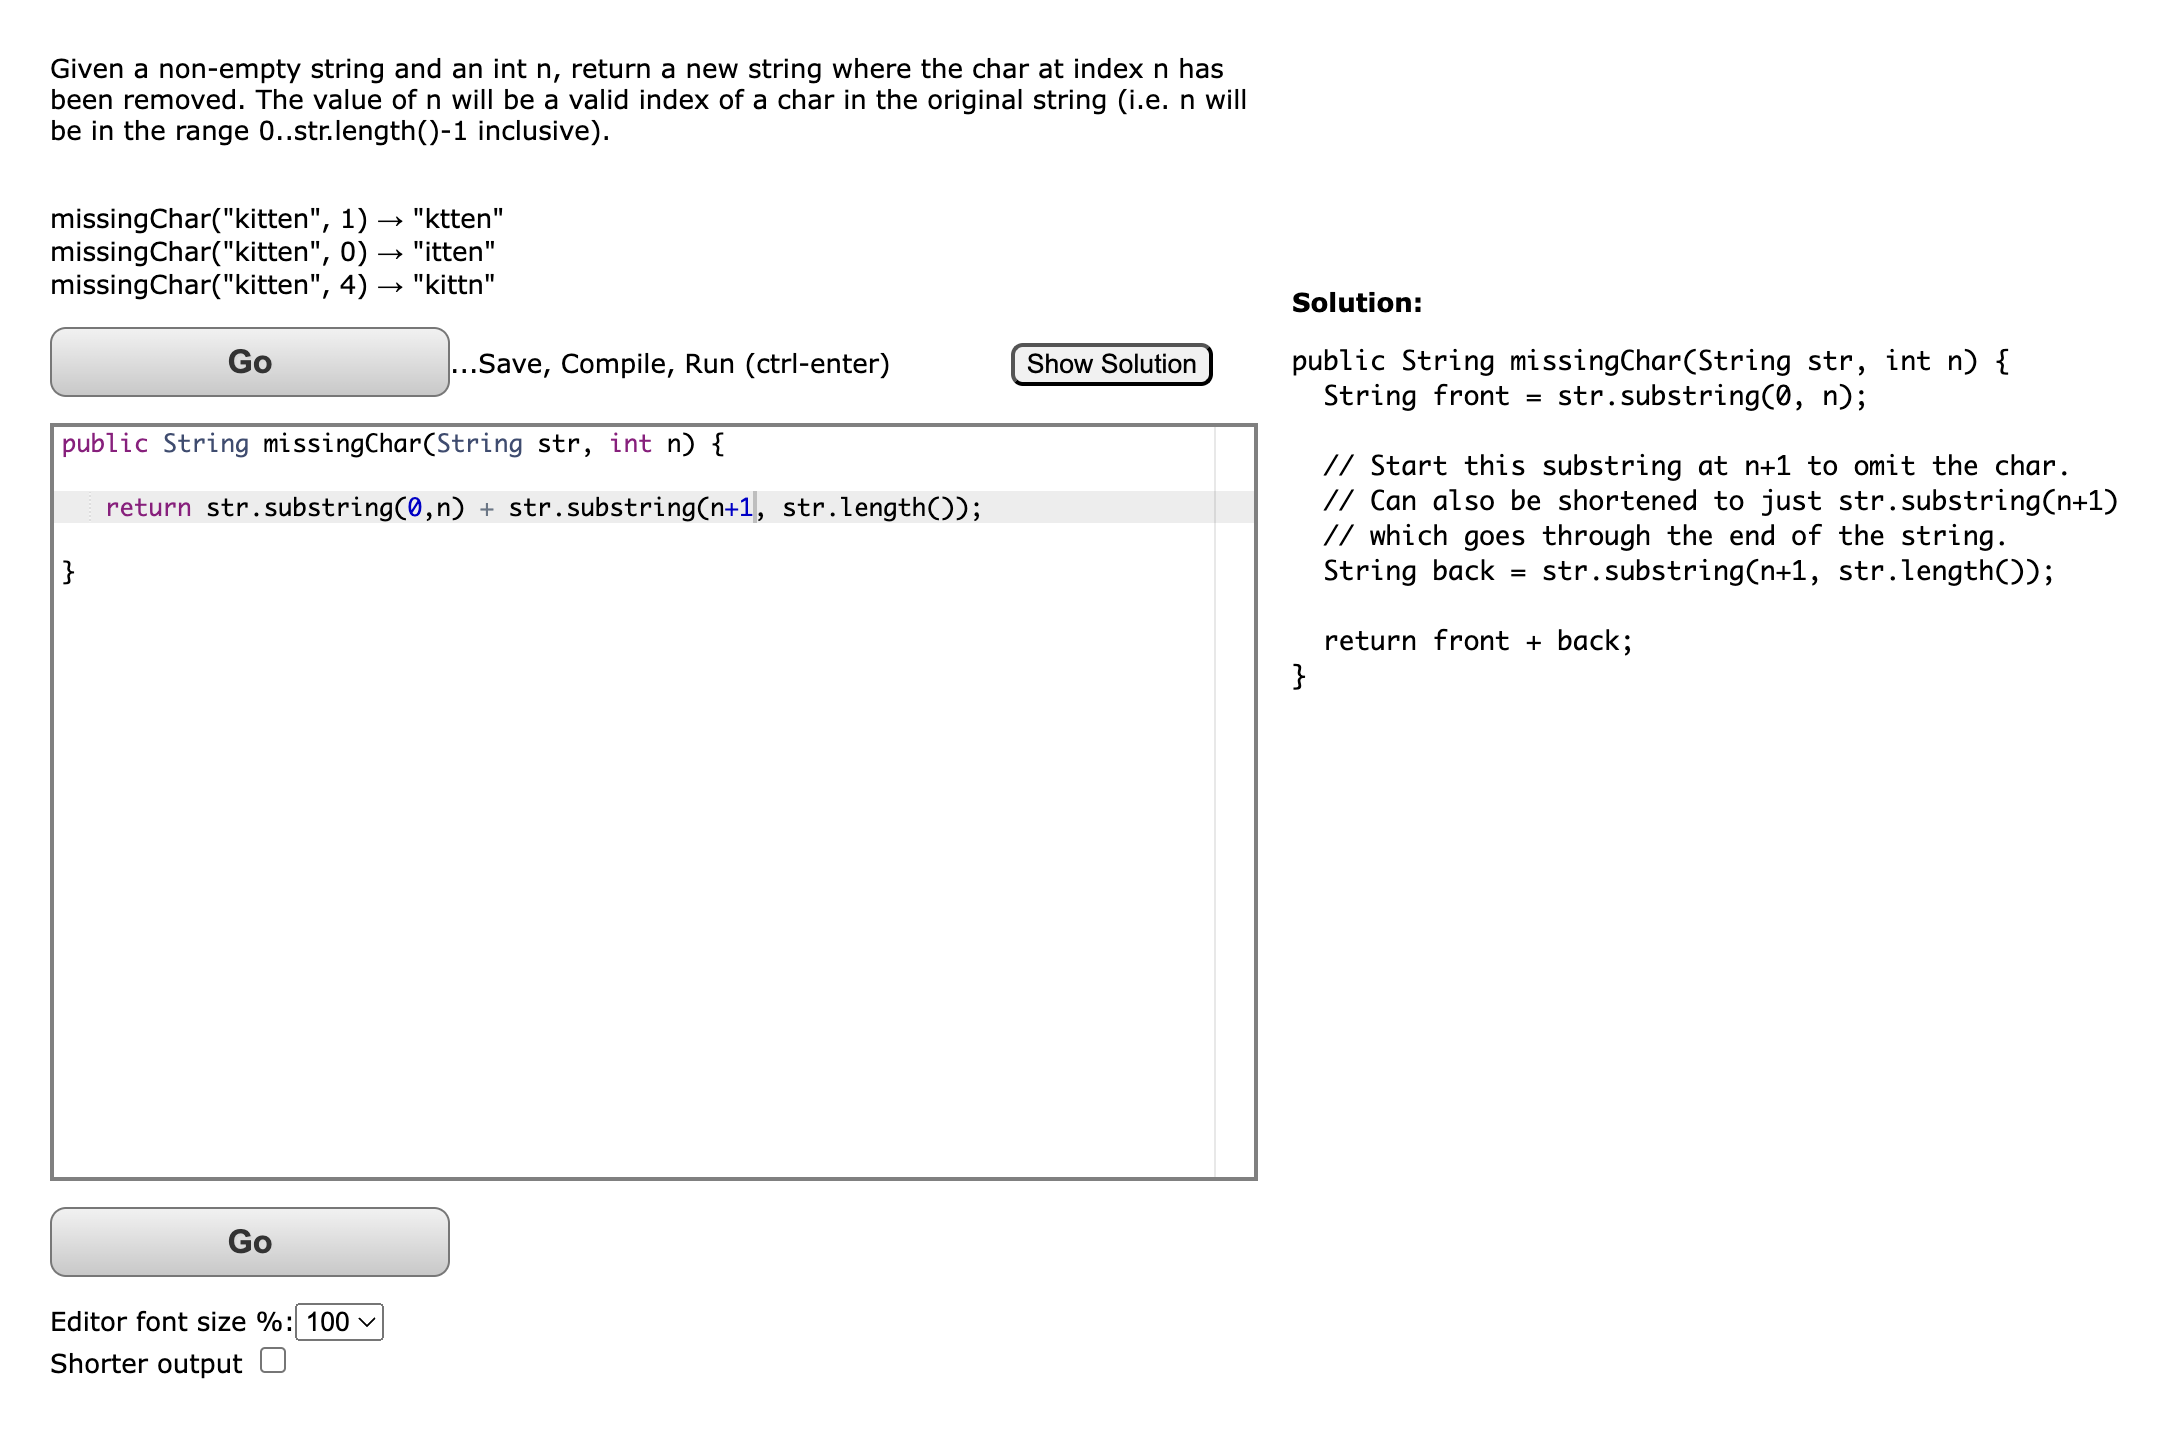 Given a non-empty string and an int n, return a new string where the char at index n has
been removed. The value of n will be a valid index of a char in the original string (i.e. n will
be in the range 0..str.length()-1 inclusive).
missingChar("kitten", 1) → "ktten"
missingChar("kitten", 0) → "itten"
missingChar("kitten", 4) → "kittn"
Go
...Save, Compile, Run (ctrl-enter)
Show Solution
public String missingChar(String str, int n) {
return str.substring(0,n) + str.substring(n+1, str.length());
}
Go
Editor font size %: 100
Shorter output
Solution:
public String missingChar(String str, int n) {
String front = str.substring(0, n);
// Start this substring at n+1 to omit the char.
// Can also be shortened to just str.substring(n+1)
// which goes through the end of the string.
String back = str.substring(n+1, str.length());
return front + back;
}